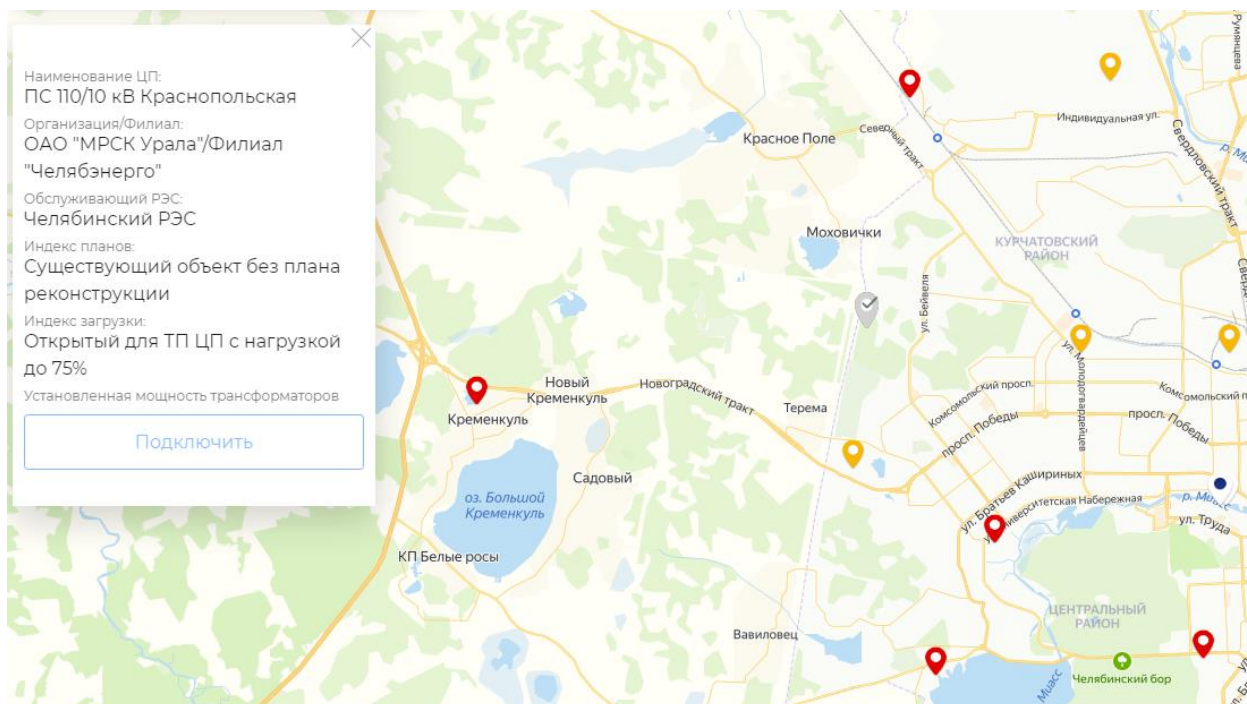 Наименование ЦП:
ПС 110/10 кВ Краснопольская
Организация/Филиал:
ОАО "МРСК Урала"/Филиал
"Челябэнерго"
Обслуживающий РЭС:
Челябинский РЭС
Индекс планов:
Существующий объект без плана
реконструкции
Индекс загрузки:
Открытый для ТП ЦП с нагрузкой
до 75%
Установленная мощность трансформаторов
Подключить
Румянцева
Индивидуальная ул.
Свердловский тракт
Красное Поле
Северный тракт
Моховички
КУРЧАТОВСКИЙ
РАЙОН
ул. Бейвеля
ул. Молодогвардейцев
Новый
Кременкуль
Новоградский тракт
Терема
Комсомольский просп.
просп. Победы
просп. Победы
Кременкуль
Садовый
оз. Большой
Кременкуль
ул. Братьев Кашириных
Университетская Набережная
р. Миасс
ул. Труда
КП Белые росы
ЦЕНТРАЛЬНЫЙ
РАЙОН
Вавиловец
Миасс
Челябинский бор